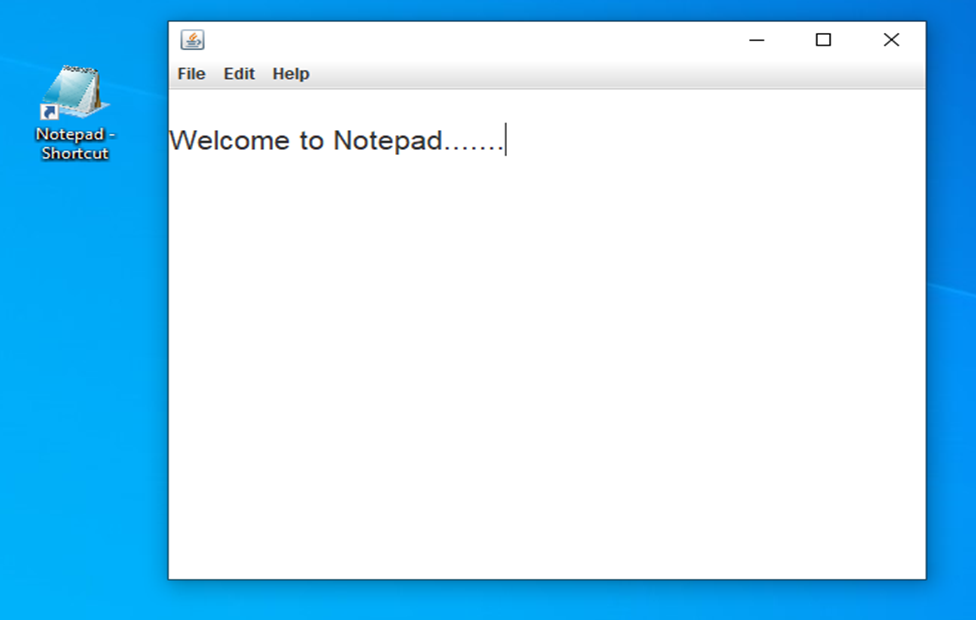 File Edit Help
Notepad -
Shortcut
Welcome to Notepad.......